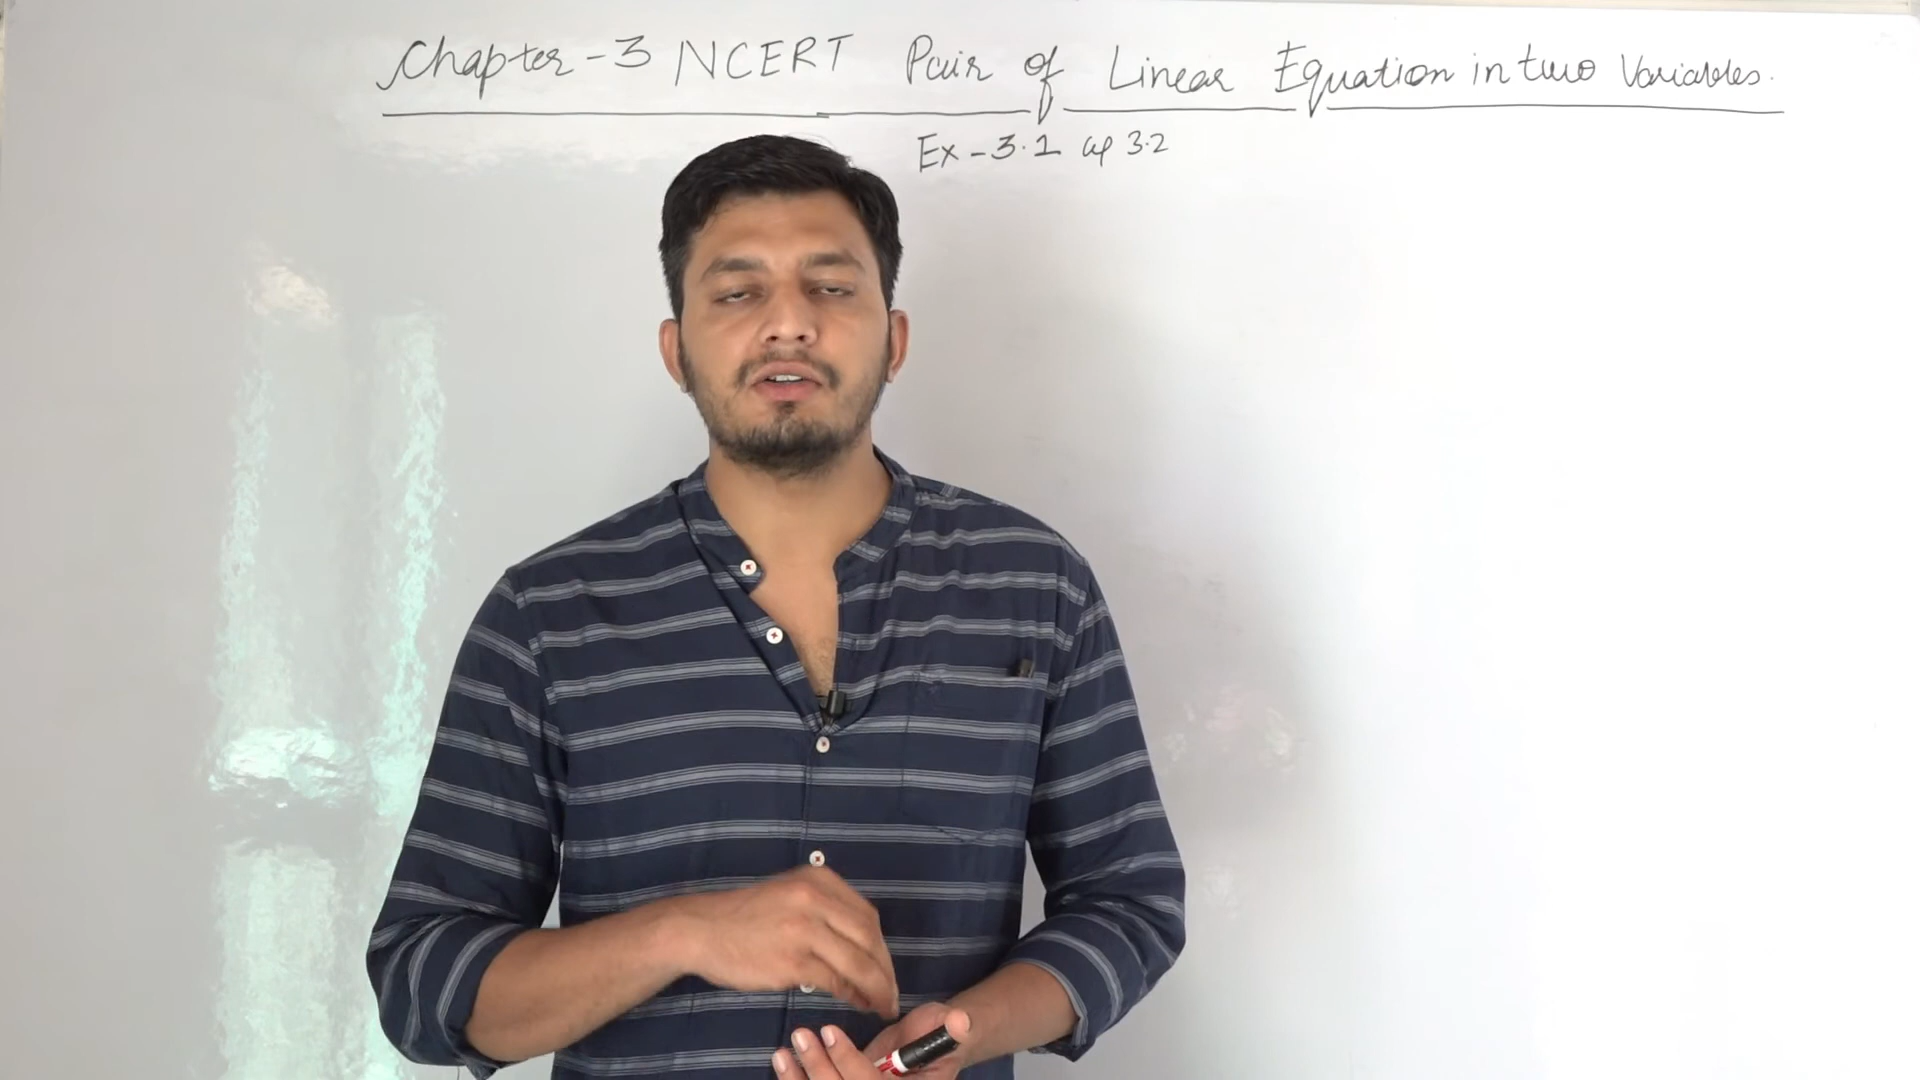 Chapter-3 NCERT Pair of Linear Equation in two Variables.
Ex-3.1 & 3.2